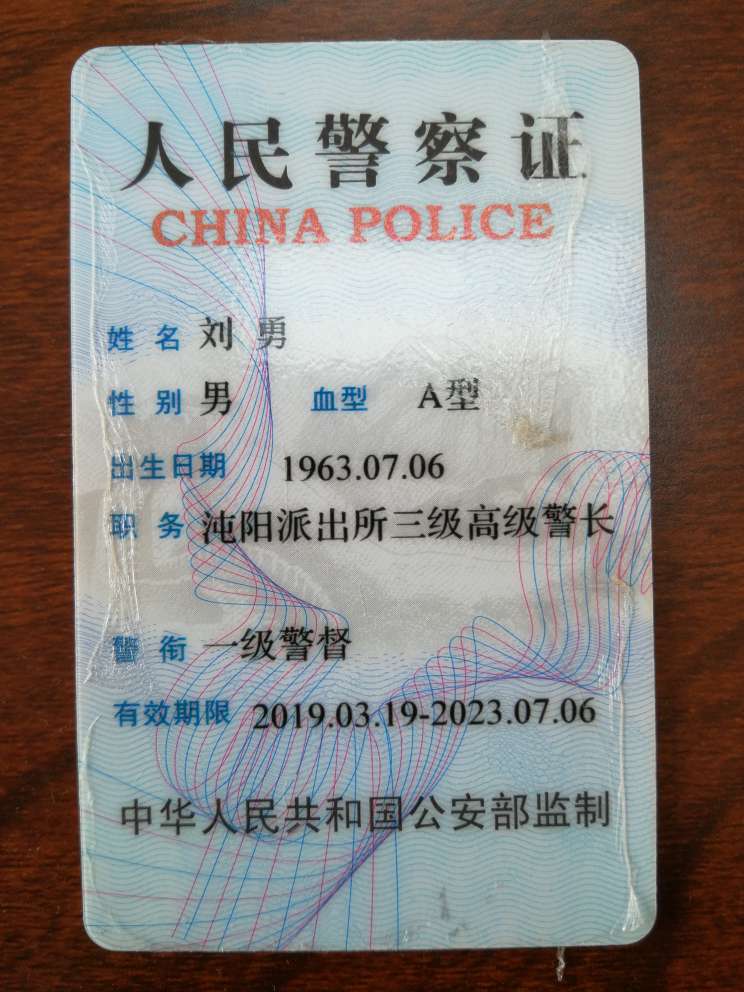 人民警察证
CHINA POLICE
姓名 刘勇
性别 男 血型 A型
出生日期 1963.07.06
职务 沌阳派出所三级高级警长
警衔 一级警督
有效期限 2019.03.19-2023.07.06
中华人民共和国公安部监制